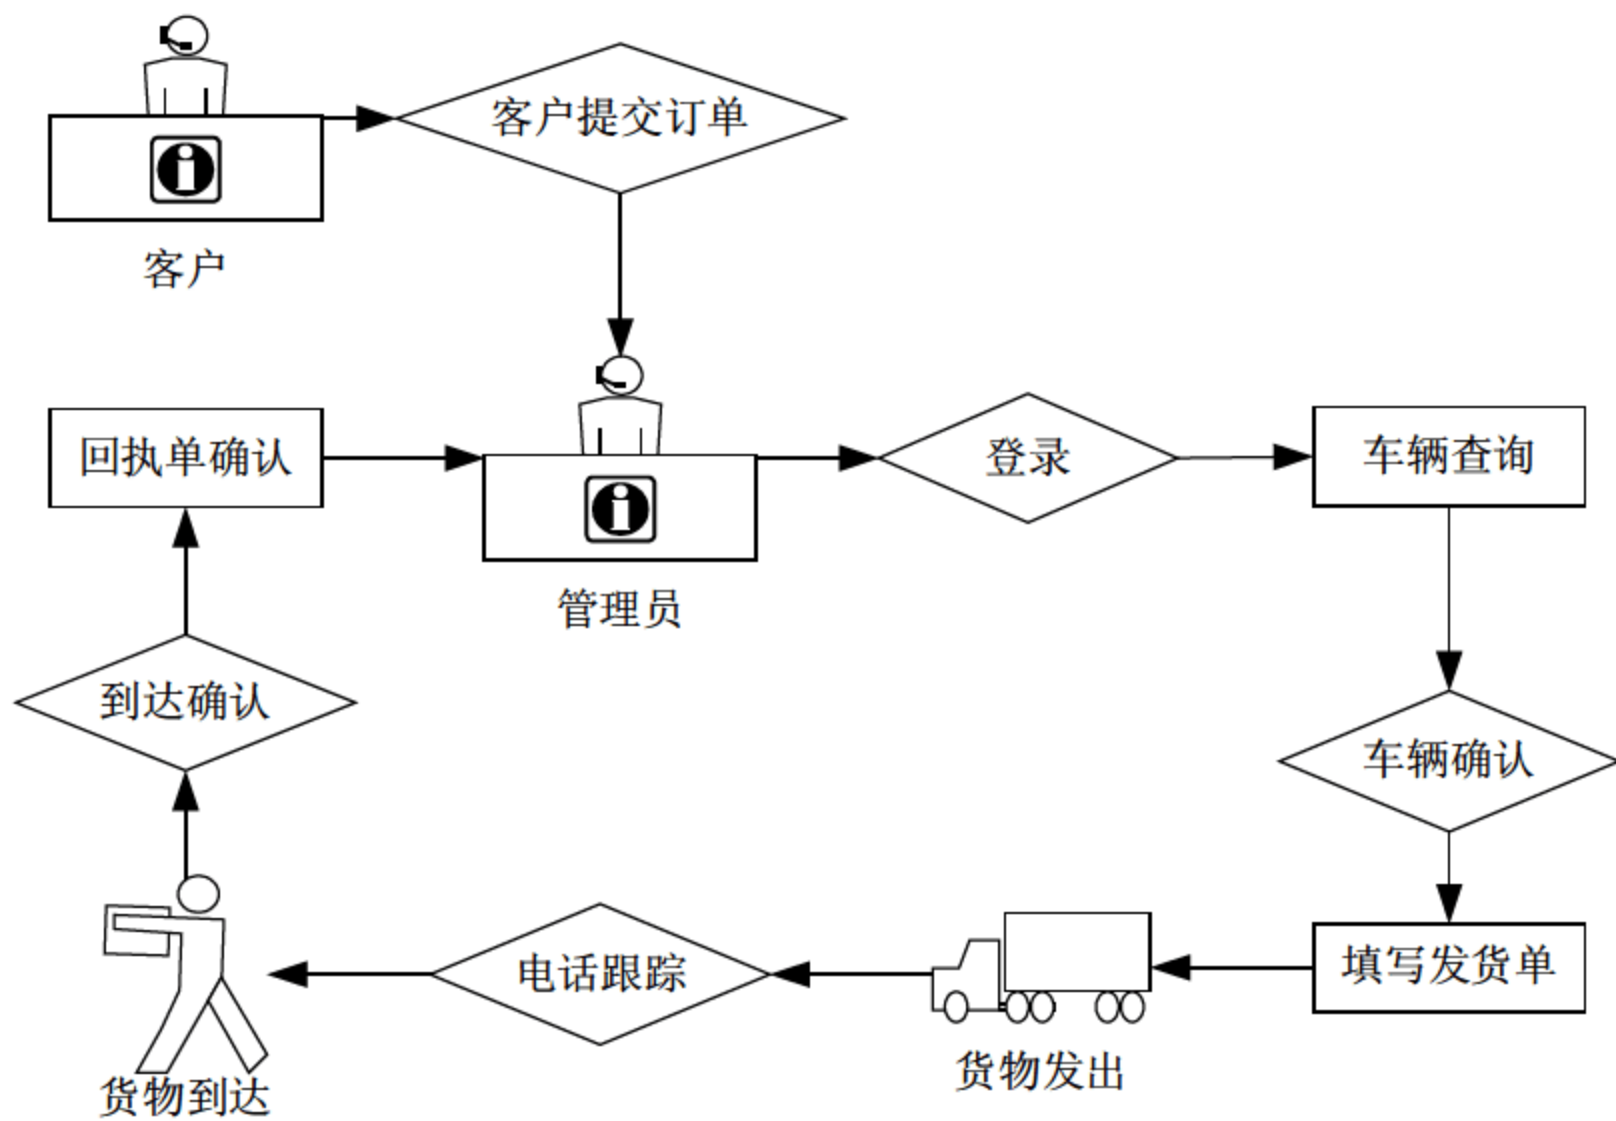 客户提交订单
客户
回执单确认
登录
车辆查询
管理员
到达确认
车辆确认
电话跟踪
填写发货单
货物发出
货物到达